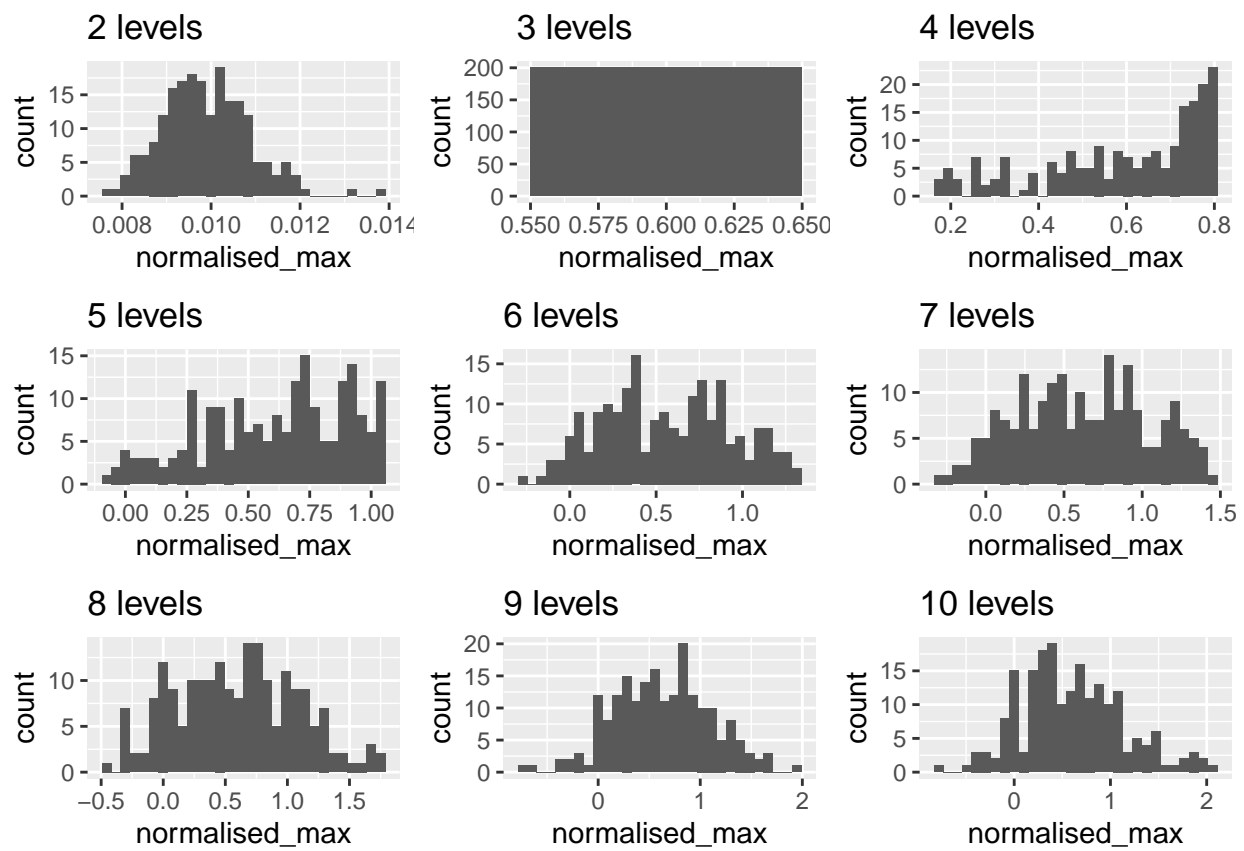 2 levels
3 levels
4 levels
count
15
10
5
0
0.008 0.010 0.012 0.014
normalised_max
count
200
150
100
50
0
0.550 0.575 0.600 0.625 0.650
normalised_max
count
20
15
10
5
0
0.2 0.4 0.6 0.8
normalised_max
5 levels
6 levels
7 levels
count
15
10
5
0
0.00 0.25 0.50 0.75 1.00
normalised_max
count
15
10
5
0
0.0 0.5 1.0
normalised_max
count
10
5
0
0.0 0.5 1.0 1.5
normalised_max
8 levels
9 levels
10 levels
count
10
5
0
−0.5 0.0 0.5 1.0 1.5
normalised_max
count
20
15
10
5
0
0 1 2
normalised_max
count
15
10
5
0
0 1 2
normalised_max